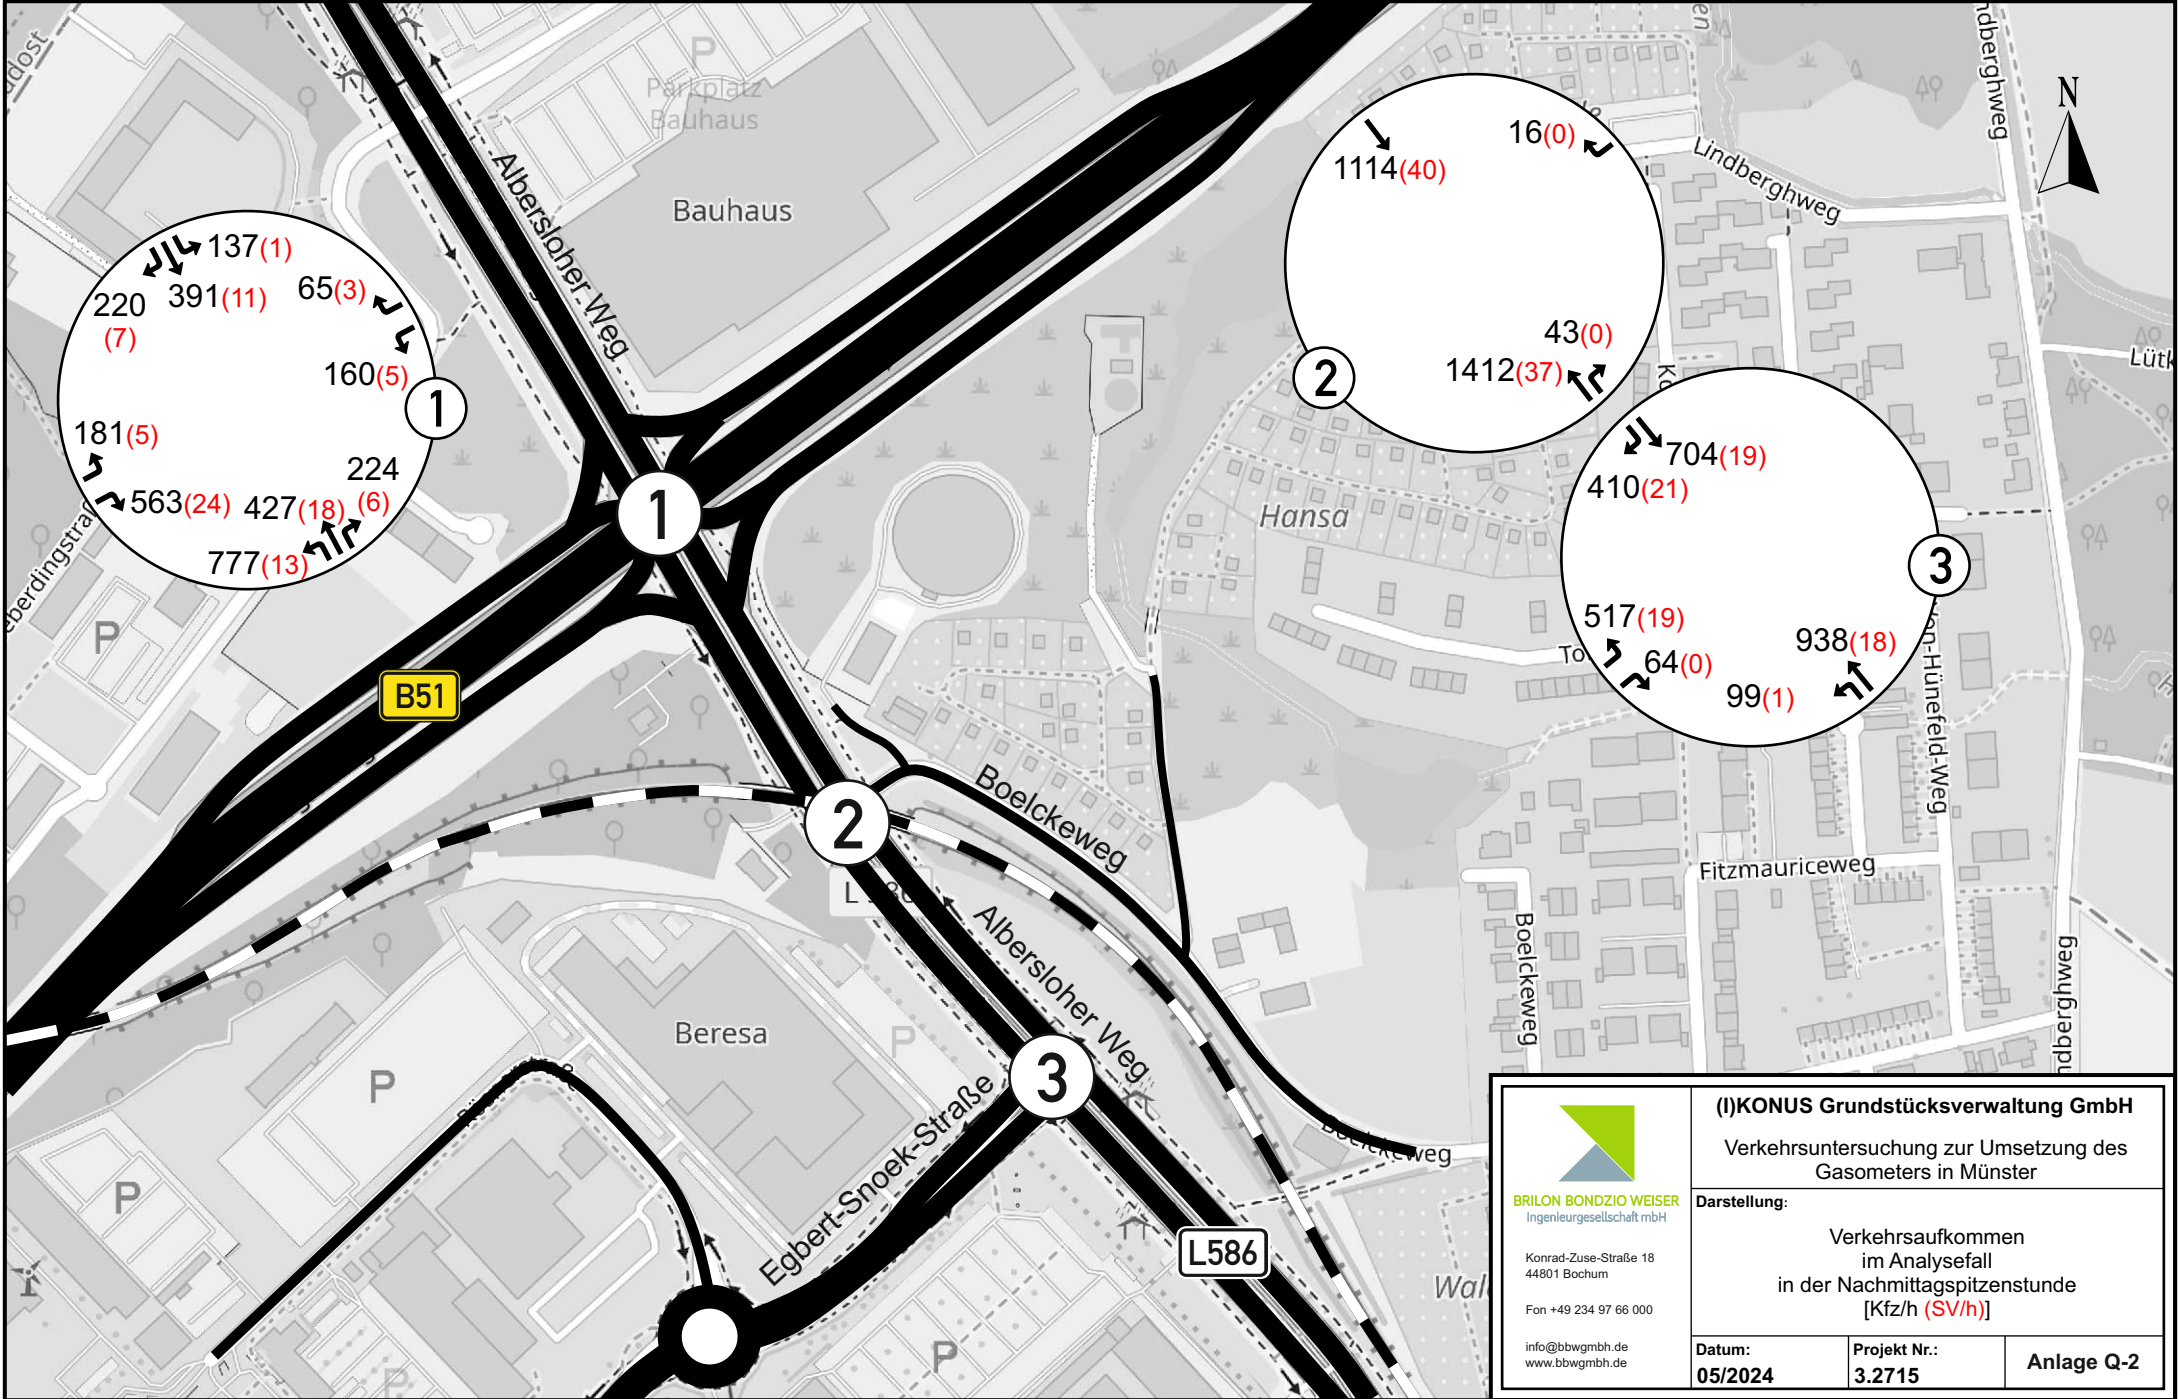 P
Parkplatz
Bauhaus
Bauhaus
Albersloher Weg
N
Lindberghweg
ndberghweg
137(1)
65(3)
220
391(11)
(7)
160(5)
1
181(5)
224
563(24)
427(18)
(6)
777(13)
1114(40)
16(0)
43(0)
1412(37)
2
704(19)
410(21)
3
517(19)
938(18)
64(0)
99(1)
1
Hansa
P
B51
2
Boelckeweg
Albersloher Weg
Fitzmauriceweg
Boelckeweg
ndberghweg
Beresa
P
P
3
Egbert-Snoek-Straße
Boelckeweg
P
L586
P
P
(I)KONUS Grundstücksverwaltung GmbH
Verkehrsuntersuchung zur Umsetzung des
Gasometers in Münster
BRILON BONDZIO WEISER
Ingenieurgesellschaft mbH
Konrad-Zuse-Straße 18
44801 Bochum
Fon +49 234 97 66 000
info@bbwgmbh.de
www.bbwgmbh.de
Darstellung:
Verkehrsaufkommen
im Analysefall
in der Nachmittagspitzenstunde
[Kfz/h (SV/h)]
Datum:
05/2024
Projekt Nr.:
3.2715
Anlage Q-2